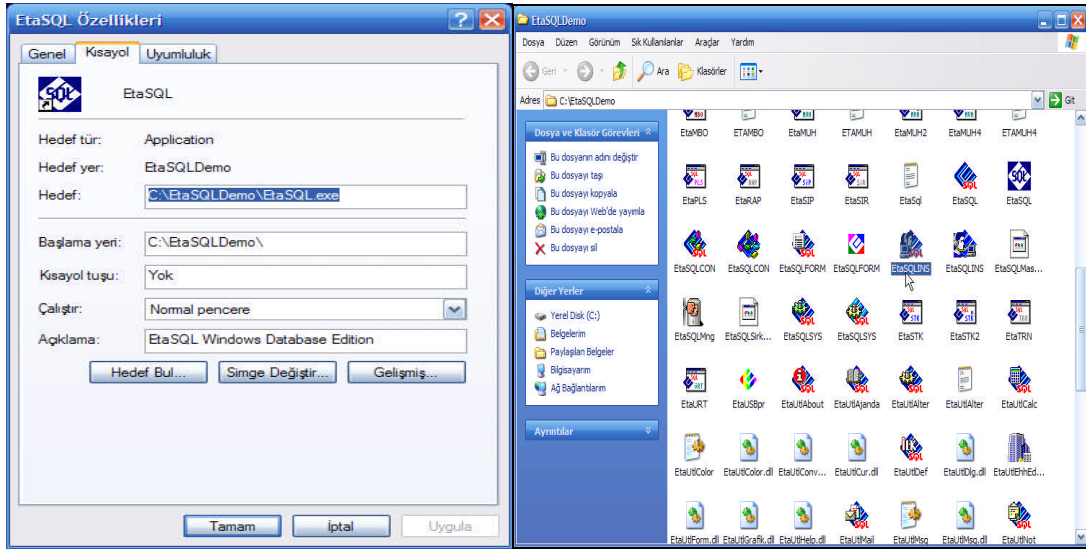 EtaSQL Özellikleri
Genel
Kısayol
Uyumluluk
SQL
EtaSQL
Hedef tür: Application
Hedef yer: EtaSQLDemo
Hedef: C:\EtaSQLDemo\EtaSQL.exe
Başlama yeri: C:\EtaSQLDemo\
Kısayol tuşu: Yok
Çalıştır: Normal pencere
Açıklama: EtaSQL Windows Database Edition
Hedef Bul... Simge Değiştir... Gelişmiş...
Tamam İptal Uygula
EtaSQLDemo
Dosya Düzen Görünüm Sık Kullanılanlar Araçlar Yardım
Geri Ara Klasörler
Adres C:\EtaSQLDemo Git
Dosya ve Klasör Görevleri
Bu dosyanın adını değiştir
Bu dosyayı taşı
Bu dosyayı kopyala
Bu dosyayı Web'de yayımla
Bu dosyayı e-postala
Bu dosyayı sil
Diğer Yerler
Yerel Disk (C:)
Belgelerim
Paylaşılan Belgeler
Bilgisayarım
Ağ Bağlantılarım
Ayrıntılar
EtaMBO ETAMBO EtaMUH ETAMUH EtaMUH2 EtaMUH4 ETAMUH4
EtaPLS EtaRAP EtaSIP EtaSIR EtaSql EtaSQL EtaSQL
EtaSQLCON EtaSQLCON EtaSQLFORM EtaSQLFORM EtaSQLINS EtaSQLINS EtaSQLMas...
EtaSQLMng EtaSQLSirk... EtaSQLSYS EtaSQLSYS EtaSTK EtaSTK2 EtaTRN
EtaURT EtaUSBpr EtaUtlAbout EtaUtlAjanda EtaUtlAlter EtaUtlAlter EtaUtlCalc
EtaUtlColor EtaUtlColor.dll EtaUtlConv... EtaUtlCur.dll EtaUtlDef EtaUtlDlg.dll EtaUtlEhhEd...
EtaUtlForm.dll EtaUtlGrafik.dll EtaUtlHelp.dll EtaUtlMail EtaUtlMsg EtaUtlMsg.dll EtaUtlNot